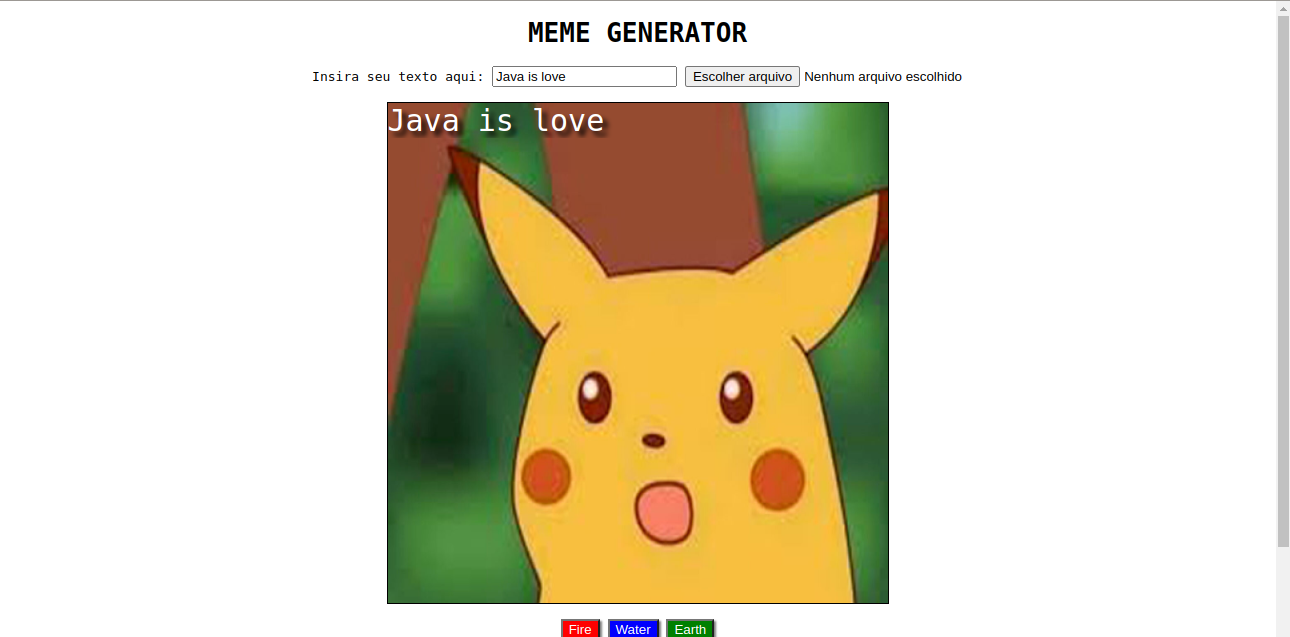 MEME GENERATOR
Insira seu texto aqui: Java is love Escolher arquivo Nenhum arquivo escolhido
Java is love
Fire Water Earth